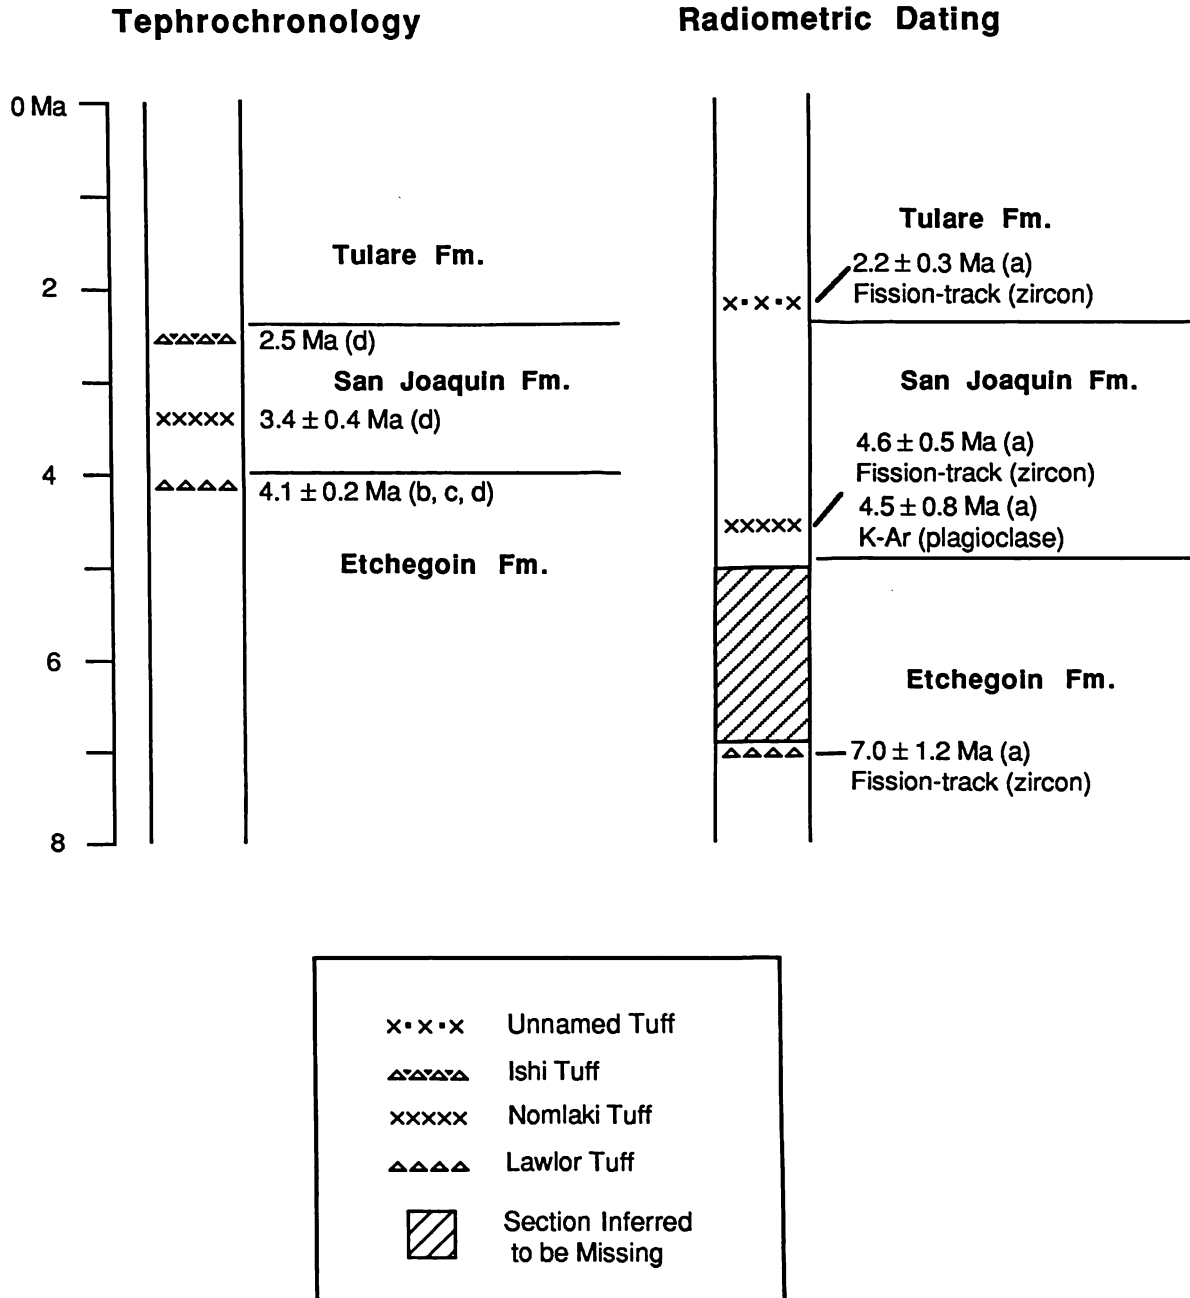 Tephrochronology
Radiometric Dating
0 Ma
2
4
6
8
Tulare Fm.
2.5 Ma (d)
San Joaquin Fm.
3.4 ± 0.4 Ma (d)
4.1 ± 0.2 Ma (b, c, d)
Etchegoin Fm.
Tulare Fm.
2.2 ± 0.3 Ma (a)
Fission-track (zircon)
San Joaquin Fm.
4.6 ± 0.5 Ma (a)
Fission-track (zircon)
4.5 ± 0.8 Ma (a)
K-Ar (plagioclase)
Etchegoin Fm.
7.0 ± 1.2 Ma (a)
Fission-track (zircon)
Unnamed Tuff
Ishi Tuff
Nomlaki Tuff
Lawlor Tuff
Section Inferred
to be Missing